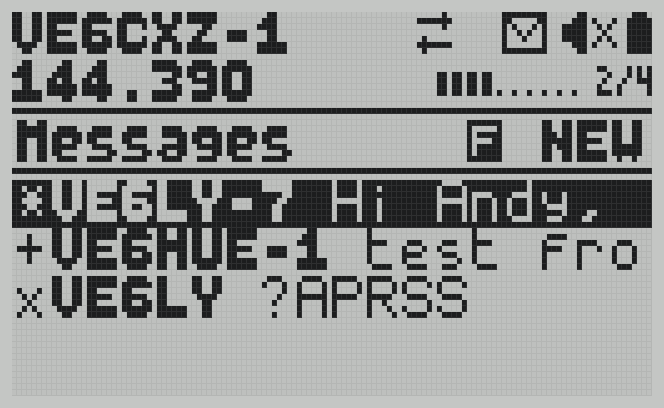 VE6CXZ-1
144.390 2/4
Messages F NEW
VE6LY-7 Hi Andy,
+VE6AUE-1 test fro
xVE6LY ?APRSS